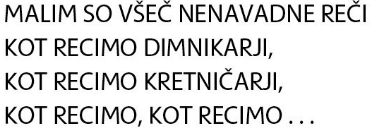 MALIM SO VŠEČ NENAVADNE REČI
KOT RECIMO DIMNIKARJI,
KOT RECIMO KRETNIČARJI,
KOT RECIMO, KOT RECIMO . . .